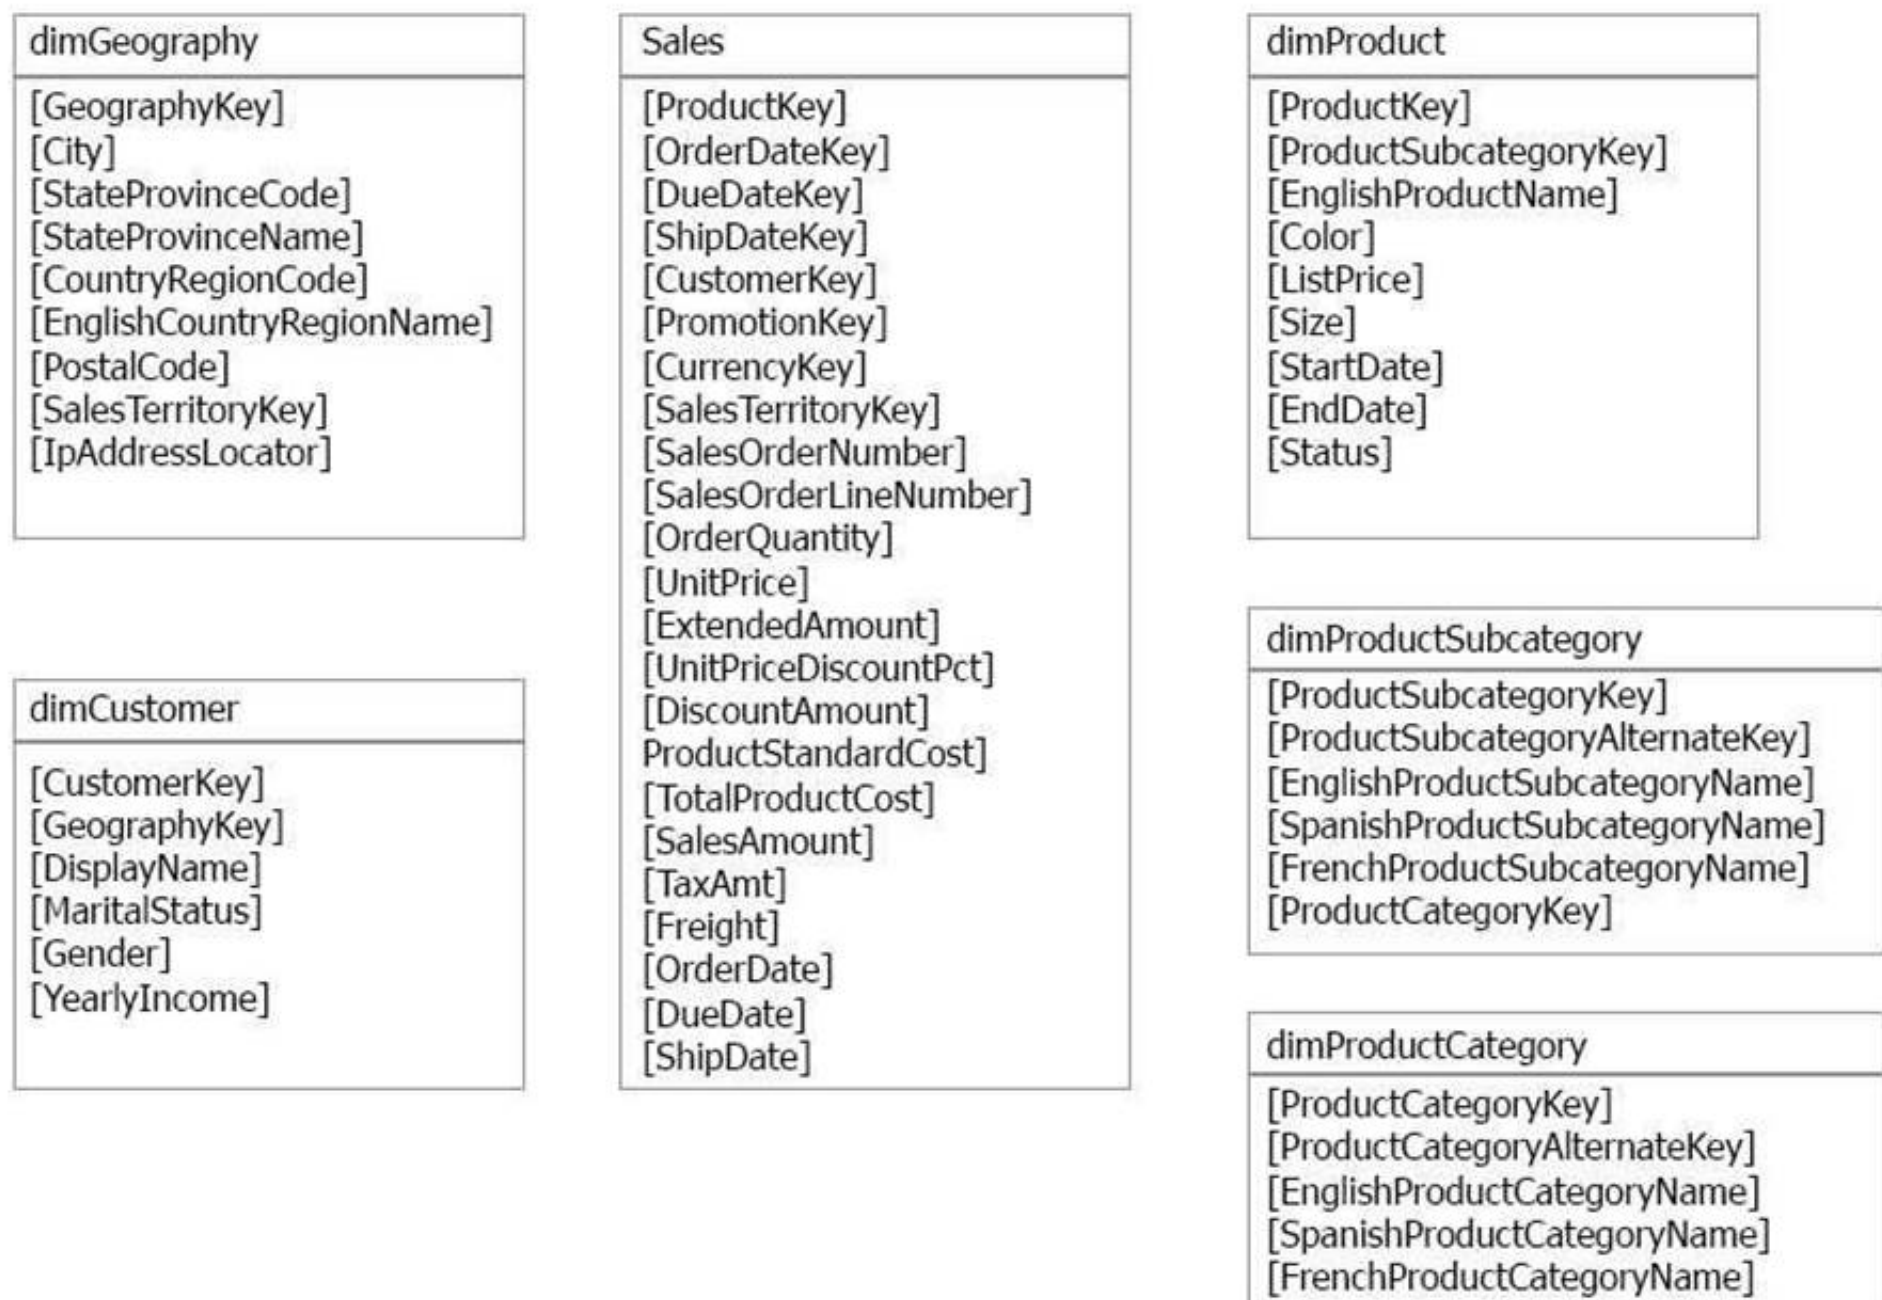 dimGeography
[GeographyKey]
[City]
[StateProvinceCode]
[StateProvinceName]
[CountryRegionCode]
[EnglishCountryRegionName]
[PostalCode]
[SalesTerritoryKey]
[IpAddressLocator]
dimCustomer
[CustomerKey]
[GeographyKey]
[DisplayName]
[MaritalStatus]
[Gender]
[YearlyIncome]
Sales
[ProductKey]
[OrderDateKey]
[DueDateKey]
[ShipDateKey]
[CustomerKey]
[PromotionKey]
[CurrencyKey]
[SalesTerritoryKey]
[SalesOrderNumber]
[SalesOrderLineNumber]
[OrderQuantity]
[UnitPrice]
[ExtendedAmount]
[UnitPriceDiscountPct]
[DiscountAmount]
ProductStandardCost]
[TotalProductCost]
[SalesAmount]
[TaxAmt]
[Freight]
[OrderDate]
[DueDate]
[ShipDate]
dimProduct
[ProductKey]
[ProductSubcategoryKey]
[EnglishProductName]
[Color]
[ListPrice]
[Size]
[StartDate]
[EndDate]
[Status]
dimProductSubcategory
[ProductSubcategoryKey]
[ProductSubcategoryAlternateKey]
[EnglishProductSubcategoryName]
[SpanishProductSubcategoryName]
[FrenchProductSubcategoryName]
[ProductCategoryKey]
dimProductCategory
[ProductCategoryKey]
[ProductCategoryAlternateKey]
[EnglishProductCategoryName]
[SpanishProductCategoryName]
[FrenchProductCategoryName]